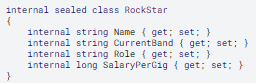 internal sealed class RockStar
{
    internal string Name { get; set; }
    internal string CurrentBand { get; set; }
    internal string Role { get; set; }
    internal long SalaryPerGig { get; set; }
}